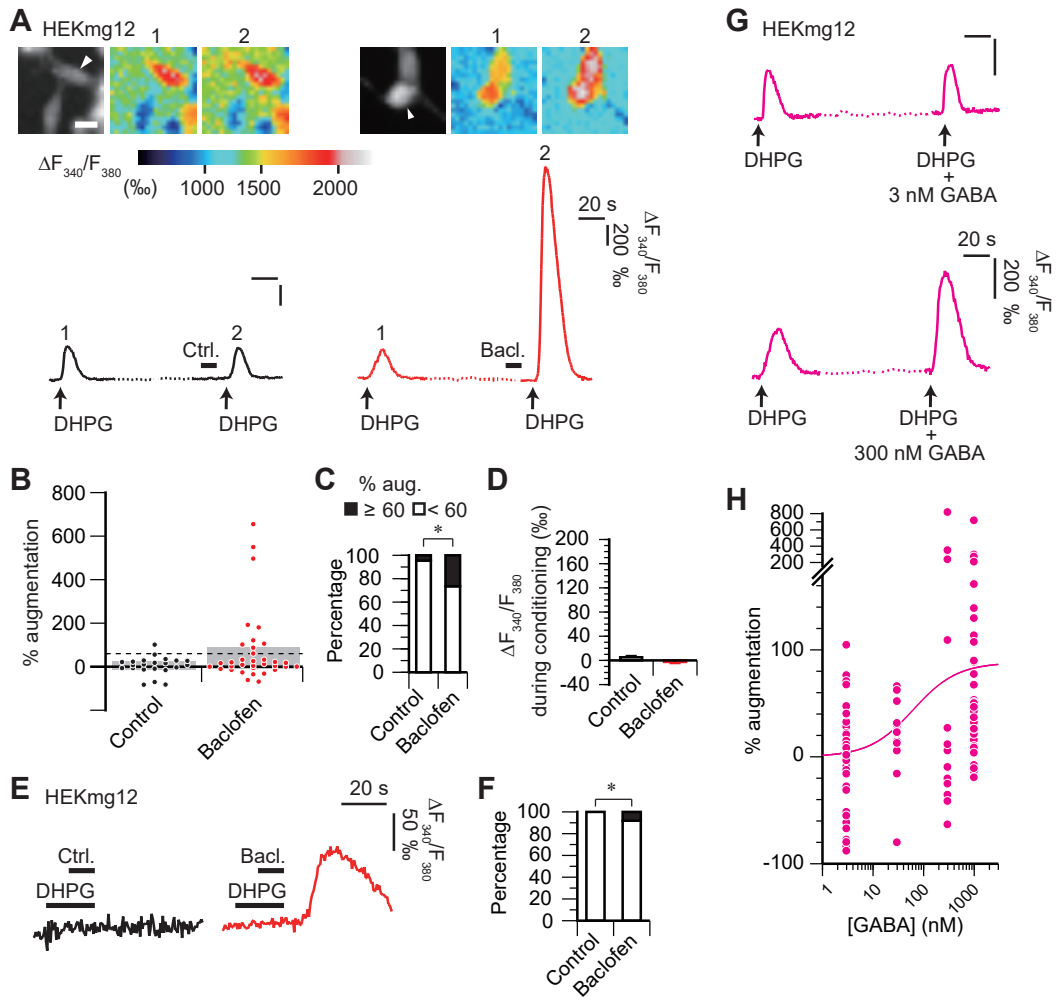 A
HEKmg12
1
2
1
2
ΔF340/F380
(‰)
1000
1500
2000
2
20 s
200 ‰
ΔF340/F380
1
Ctrl.
2
1
Bacl.
DHPG
DHPG
DHPG
DHPG
B
% augmentation
800
600
400
200
0
Control
Baclofen
C
% aug.
≥ 60
< 60
*
Percentage
100
80
60
40
20
0
Control
Baclofen
D
ΔF340/F380
during conditioning (‰)
200
160
120
80
40
0
-40
Control
Baclofen
E
HEKmg12
20 s
50 ‰
ΔF340/F380
Ctrl.
DHPG
Bacl.
DHPG
F
*
Percentage
100
80
60
40
20
0
Control
Baclofen
G
HEKmg12
DHPG
DHPG
+
3 nM GABA
20 s
200 ‰
ΔF340/F380
DHPG
DHPG
+
300 nM GABA
H
% augmentation
800
600
400
200
100
0
-100
1
10
100
1000
[GABA] (nM)